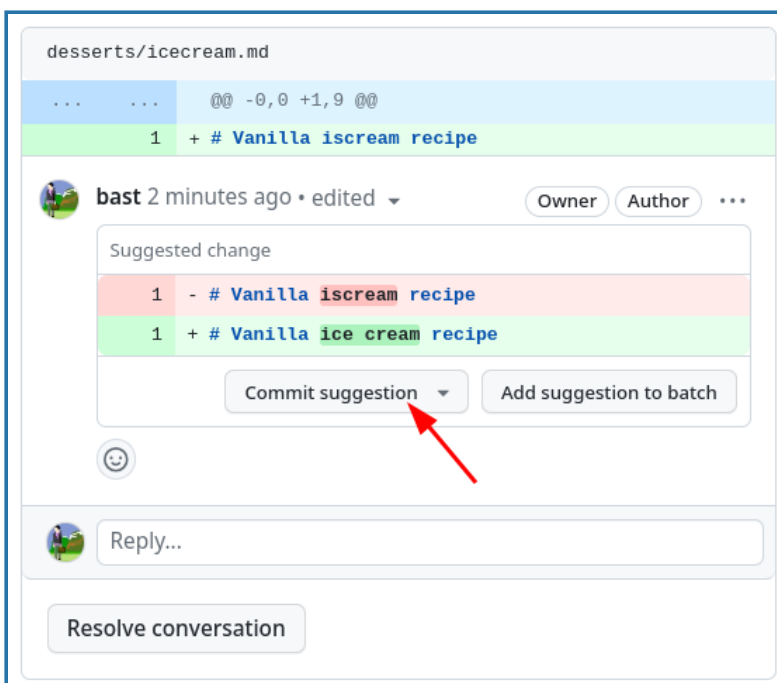 desserts/icecream.md
... ... @@ -0,0 +1,9 @@
1 + # Vanilla iscream recipe
bast 2 minutes ago • edited Owner Author ...
Suggested change
1 - # Vanilla iscream recipe
1 + # Vanilla ice cream recipe
Commit suggestion Add suggestion to batch
Reply...
Resolve conversation